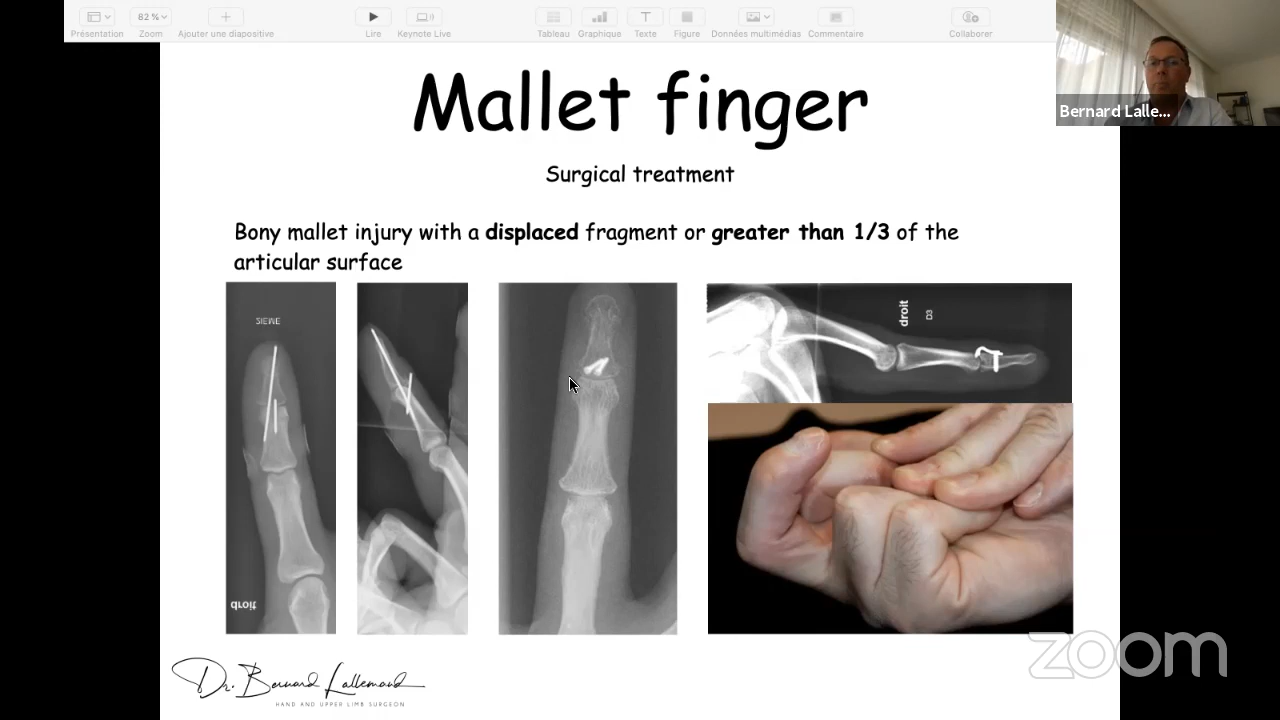 Présentation
82 %
Zoom
Ajouter une diapositive
Lire
Keynote Live
Tableau
Graphique
T
Texte
Figure
Données multimédias
Commentaire
Collaborer
Bernard Lalle...
Mallet finger
Surgical treatment
Bony mallet injury with a displaced fragment or greater than 1/3 of the
articular surface
2IEME
droit
droit
D3
Dr. Bernard Lallemand
HAND AND UPPER LIMB SURGEON
zoom